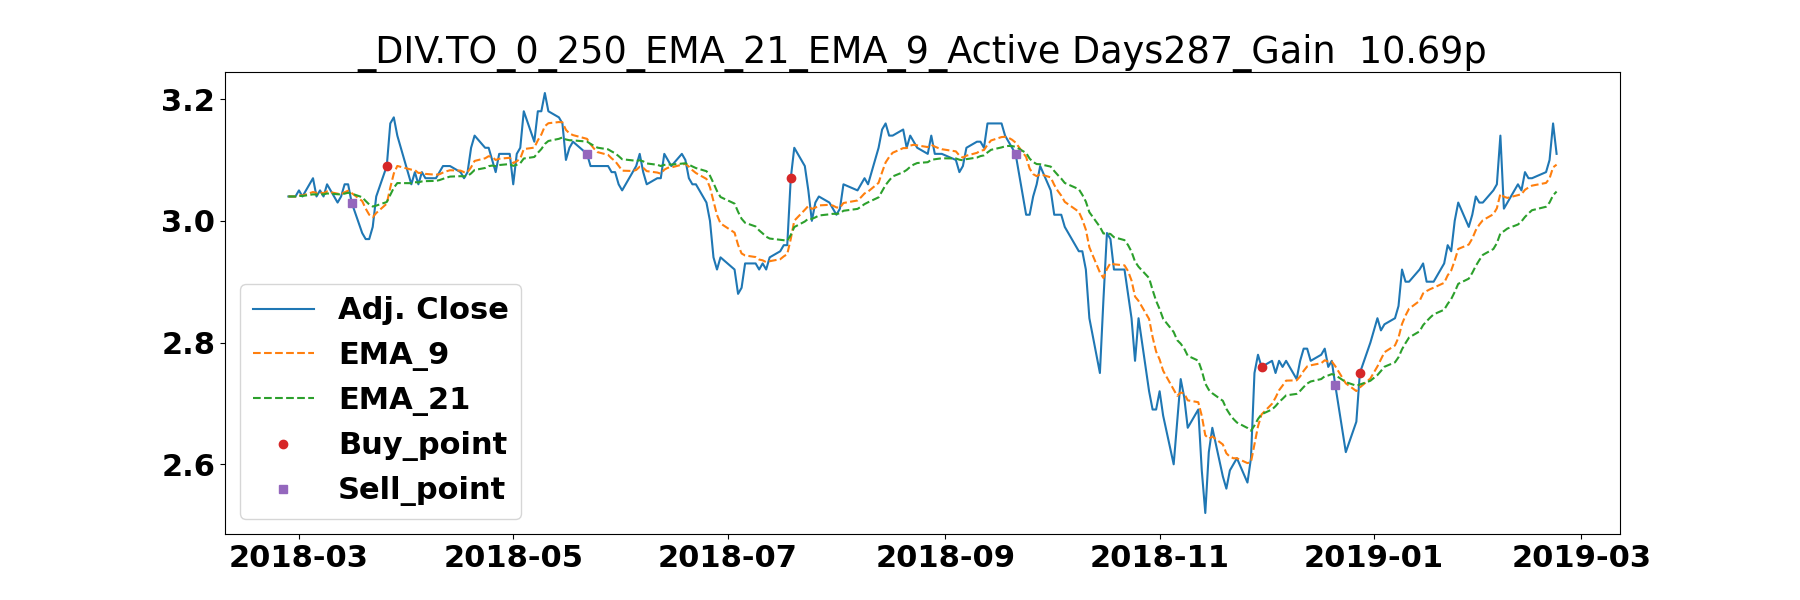 _DIV.TO_0_250_EMA_21_EMA_9_Active Days287_Gain  10.69p
3.2
3.0
2.8
2.6
Adj. Close
EMA_9
EMA_21
Buy_point
Sell_point
2018-03 2018-05 2018-07 2018-09 2018-11 2019-01 2019-03